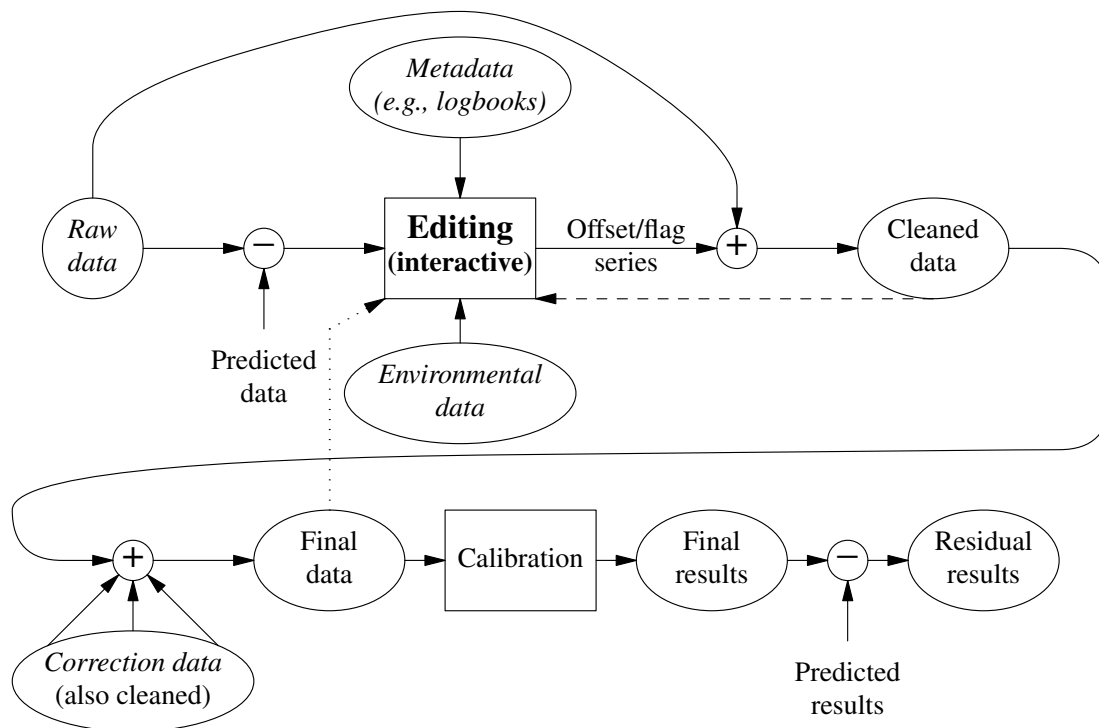 Metadata
(e.g., logbooks)
Raw
data
−
Editing
(interactive)
Offset/flag
series
+
Cleaned
data
Predicted
data
Environmental
data
+
Final
data
Calibration
Final
results
−
Residual
results
Correction data
(also cleaned)
Predicted
results